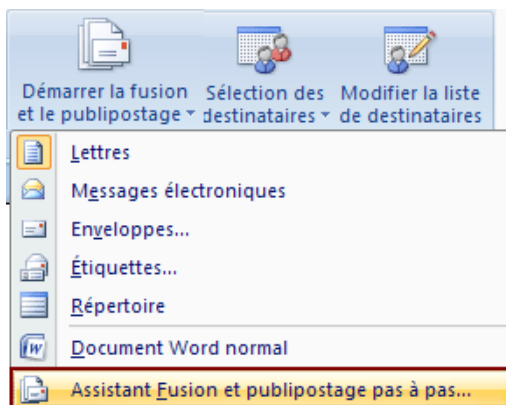 Démarrer la fusion
et le publipostage
Sélection des
destinataires
Modifier la liste
de destinataires
Lettres
Messages électroniques
Enveloppes...
Étiquettes...
Répertoire
Document Word normal
Assistant Fusion et publipostage pas à pas...